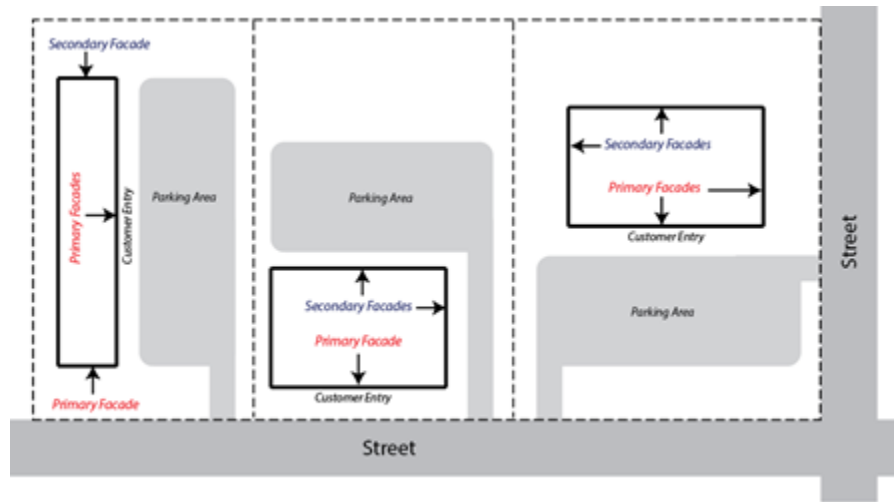 Secondary Facade
Primary Facades
Customer Entry
Parking Area
Primary Facade
Parking Area
Secondary Facades
Primary Facade
Customer Entry
Secondary Facades
Primary Facades
Customer Entry
Parking Area
Street
Street